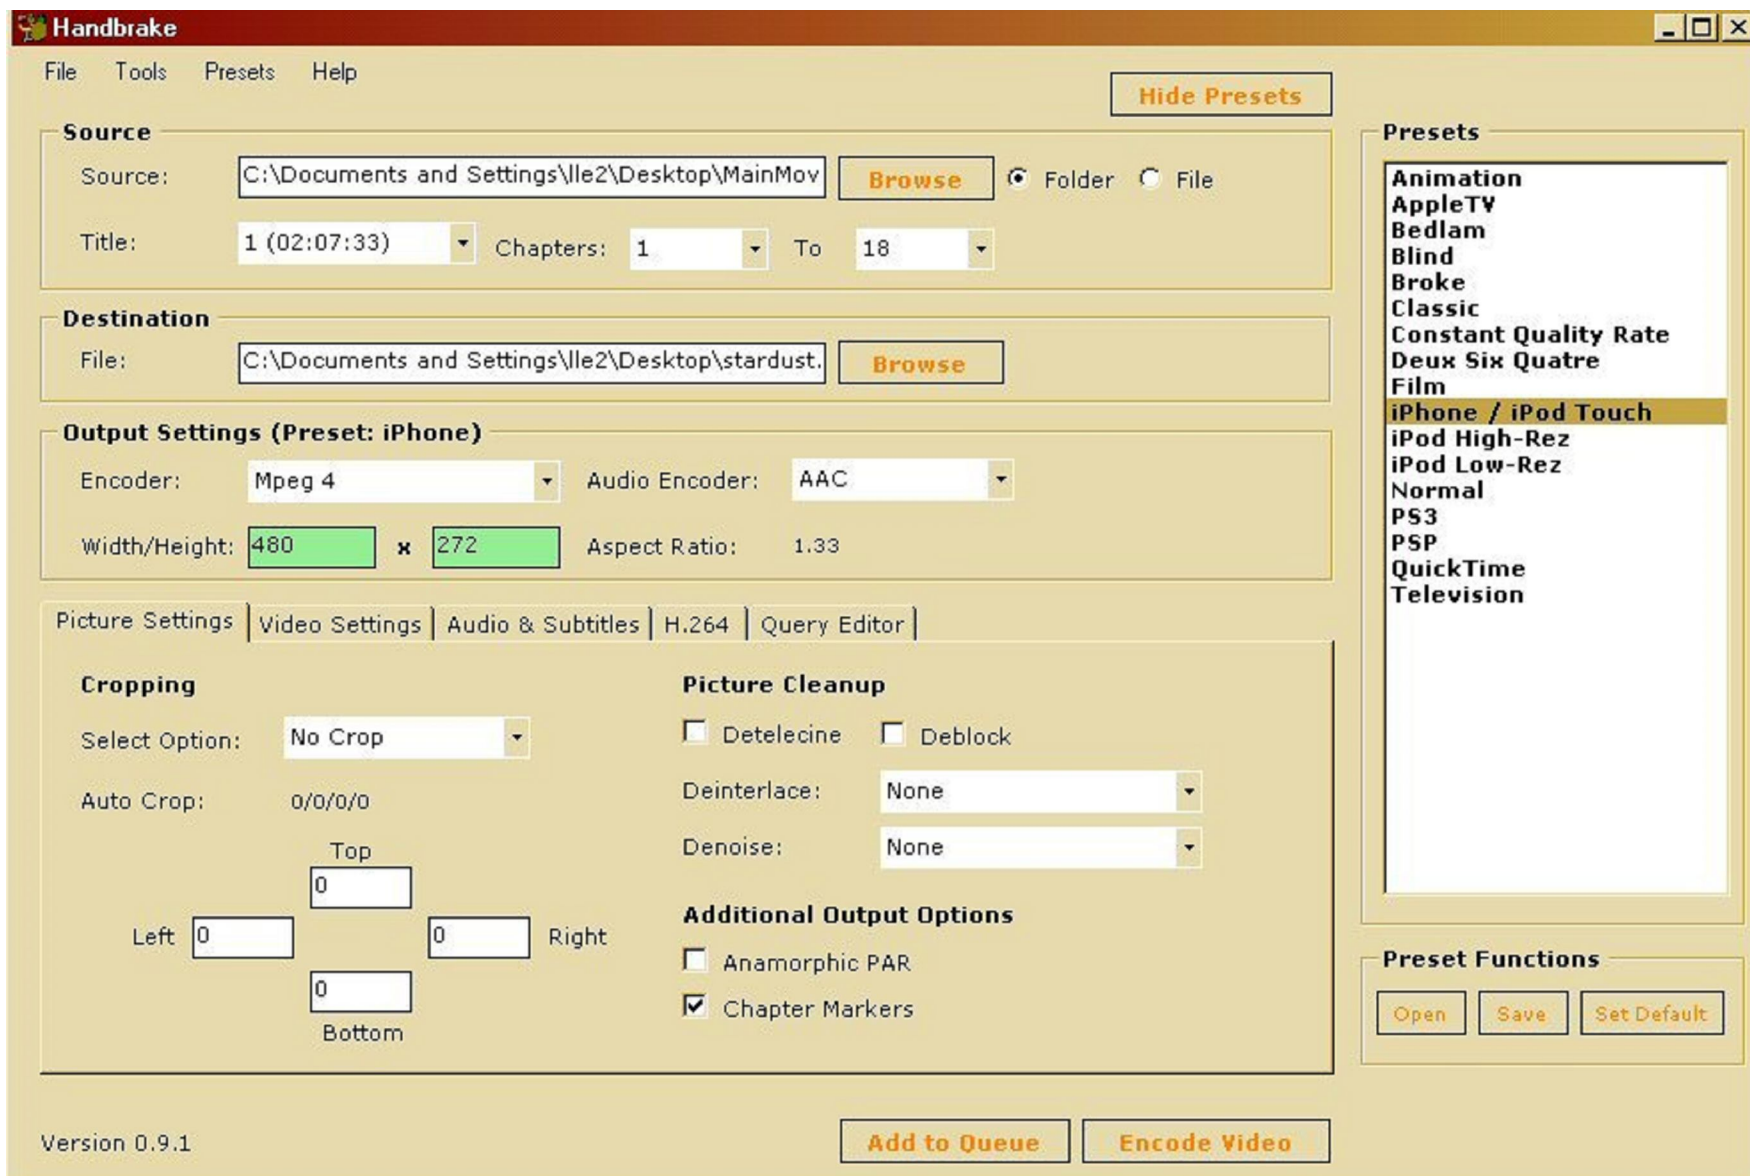 Handbrake
File Tools Presets Help
Hide Presets
Source
Source: C:\Documents and Settings\lle2\Desktop\MainMov Browse Folder File
Title: 1 (02:07:33) Chapters: 1 To 18
Destination
File: C:\Documents and Settings\lle2\Desktop\stardust. Browse
Output Settings (Preset: iPhone)
Encoder: Mpeg 4 Audio Encoder: AAC
Width/Height: 480 x 272 Aspect Ratio: 1.33
Picture Settings Video Settings Audio & Subtitles H.264 Query Editor
Cropping
Select Option: No Crop
Auto Crop: 0/0/0/0
Top
0
Left 0 0 Right
0
Bottom
Picture Cleanup
Detelecine Deblock
Deinterlace: None
Denoise: None
Additional Output Options
Anamorphic PAR
Chapter Markers
Presets
Animation
AppleTV
Bedlam
Blind
Broke
Classic
Constant Quality Rate
Deux Six Quatre
Film
iPhone / iPod Touch
iPod High-Rez
iPod Low-Rez
Normal
PS3
PSP
QuickTime
Television
Preset Functions
Open Save Set Default
Version 0.9.1 Add to Queue Encode Video